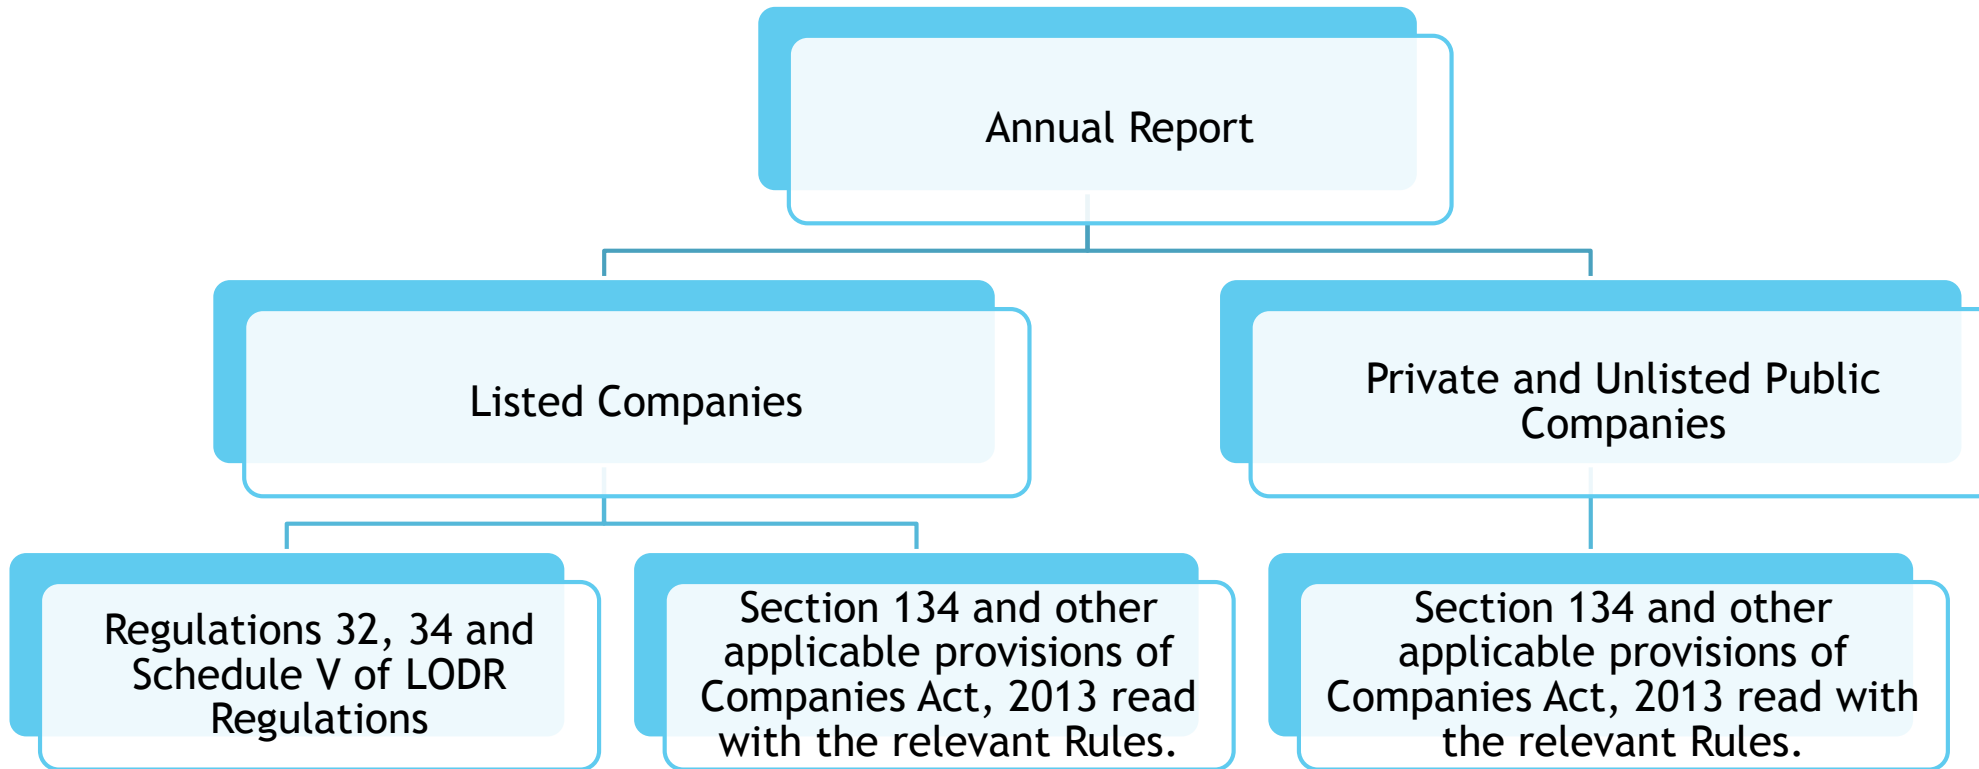 Annual Report
Listed Companies
Private and Unlisted Public
Companies
Regulations 32, 34 and
Schedule V of LODR
Regulations
Section 134 and other
applicable provisions of
Companies Act, 2013 read
with the relevant Rules.
Section 134 and other
applicable provisions of
Companies Act, 2013 read with
the relevant Rules.